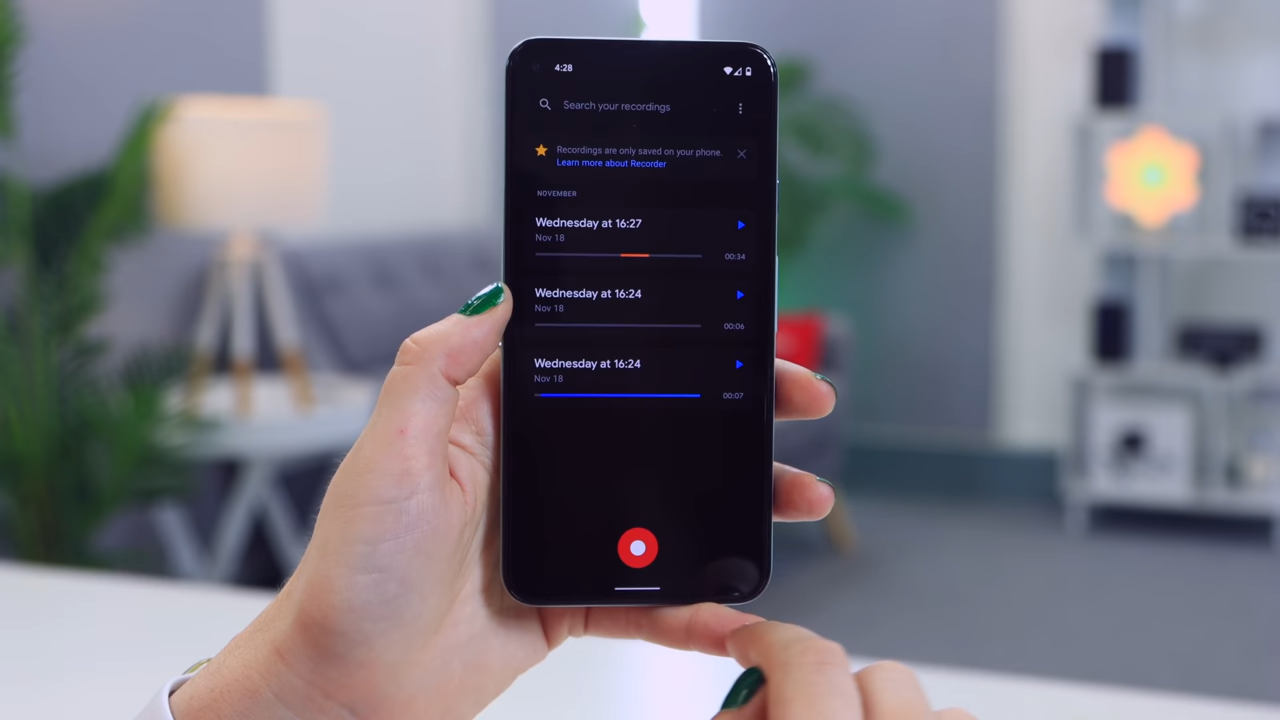 4:28
Search your recordings
Recordings are only saved on your phone.
Learn more about Recorder
NOVEMBER
Wednesday at 16:27
Nov 18
00:34
Wednesday at 16:24
Nov 18
00:06
Wednesday at 16:24
Nov 18
00:07